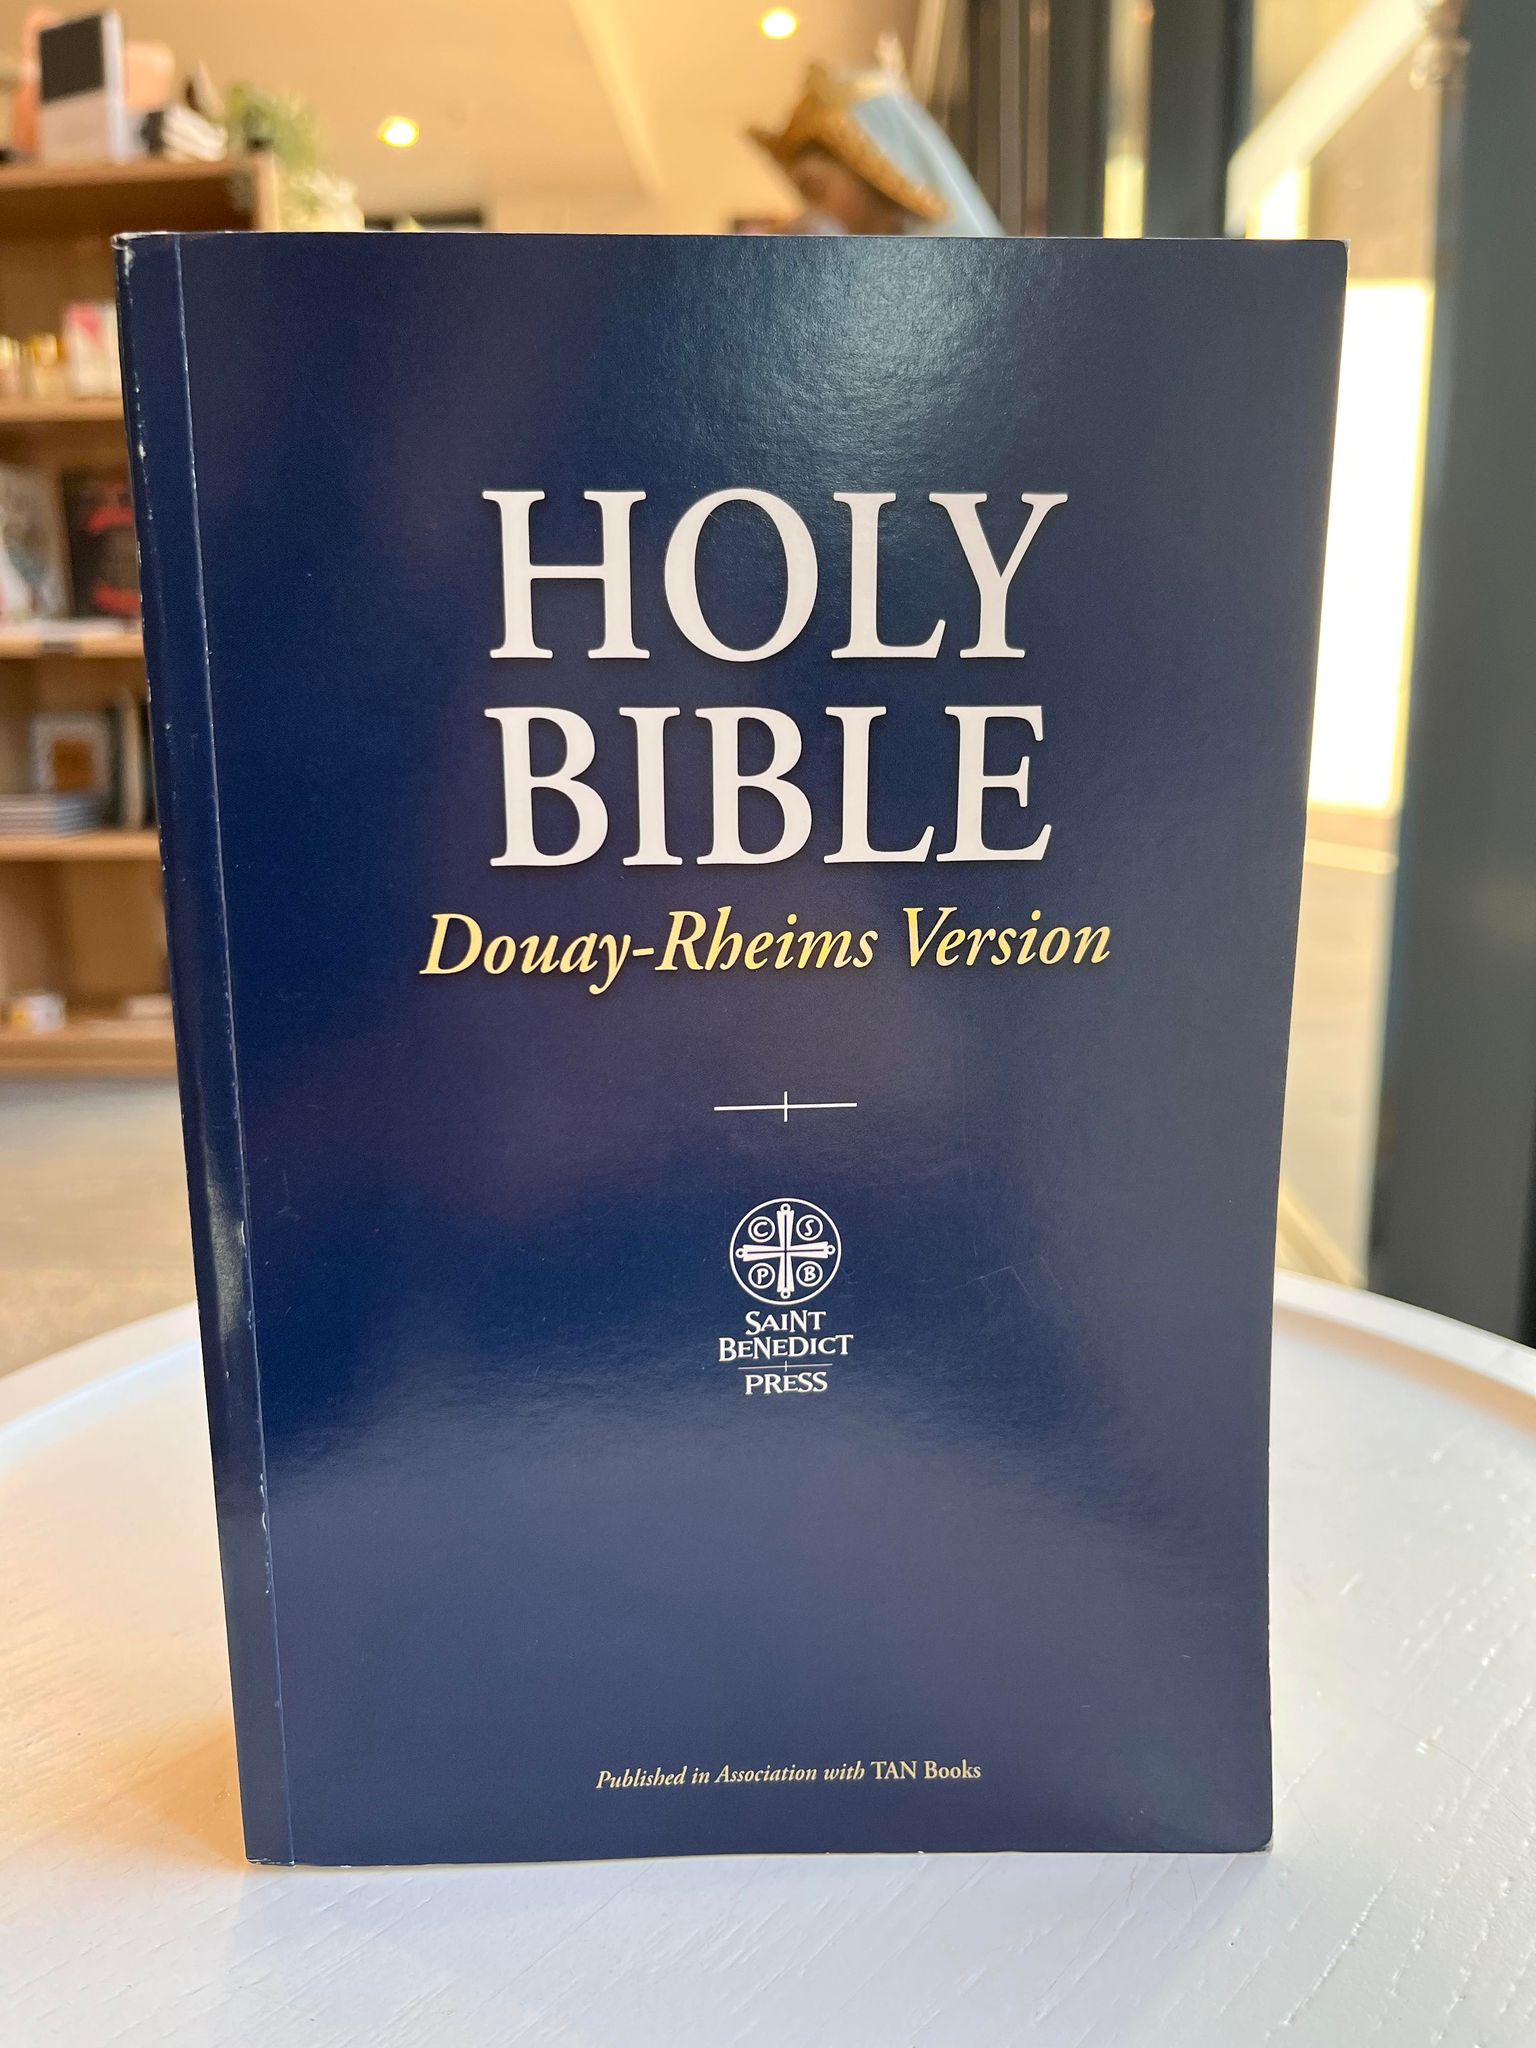 HOLY
BIBLE
Douay-Rheims Version
C S
P B
SAINT
BENEDICT
PRESS
Published in Association with TAN Books